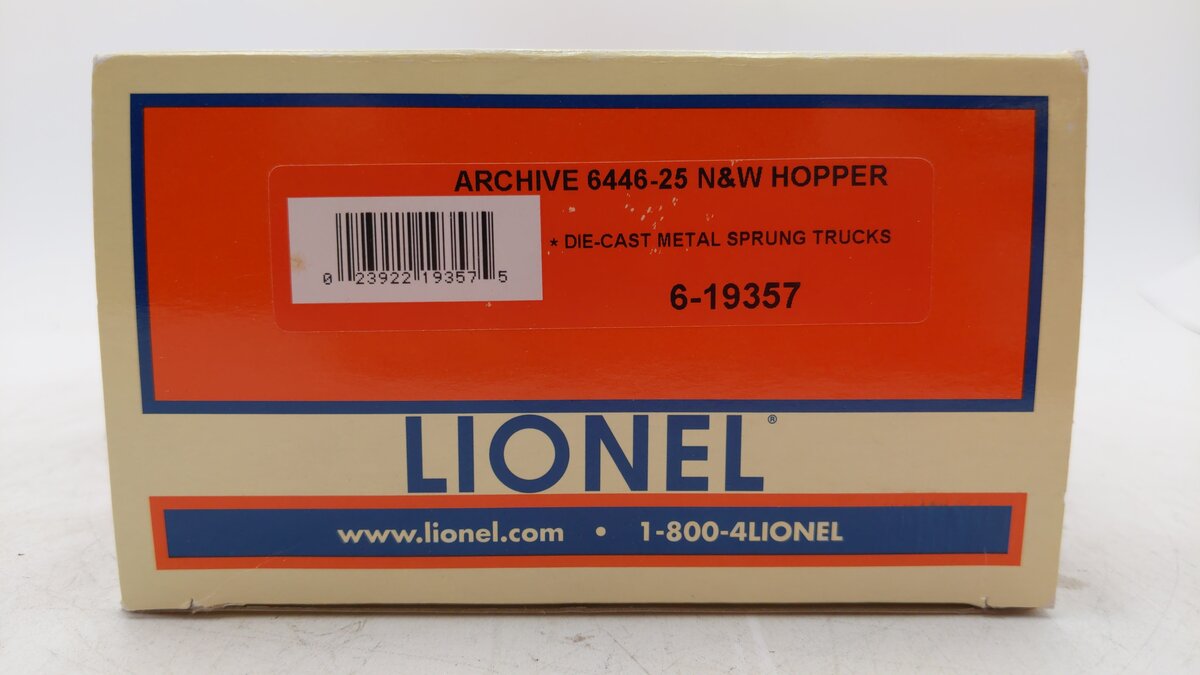 ARCHIVE 6446-25 N&W HOPPER
* DIE-CAST METAL SPRUNG TRUCKS
0 23922 19357 5
6-19357
LIONEL®
www.lionel.com • 1-800-4LIONEL